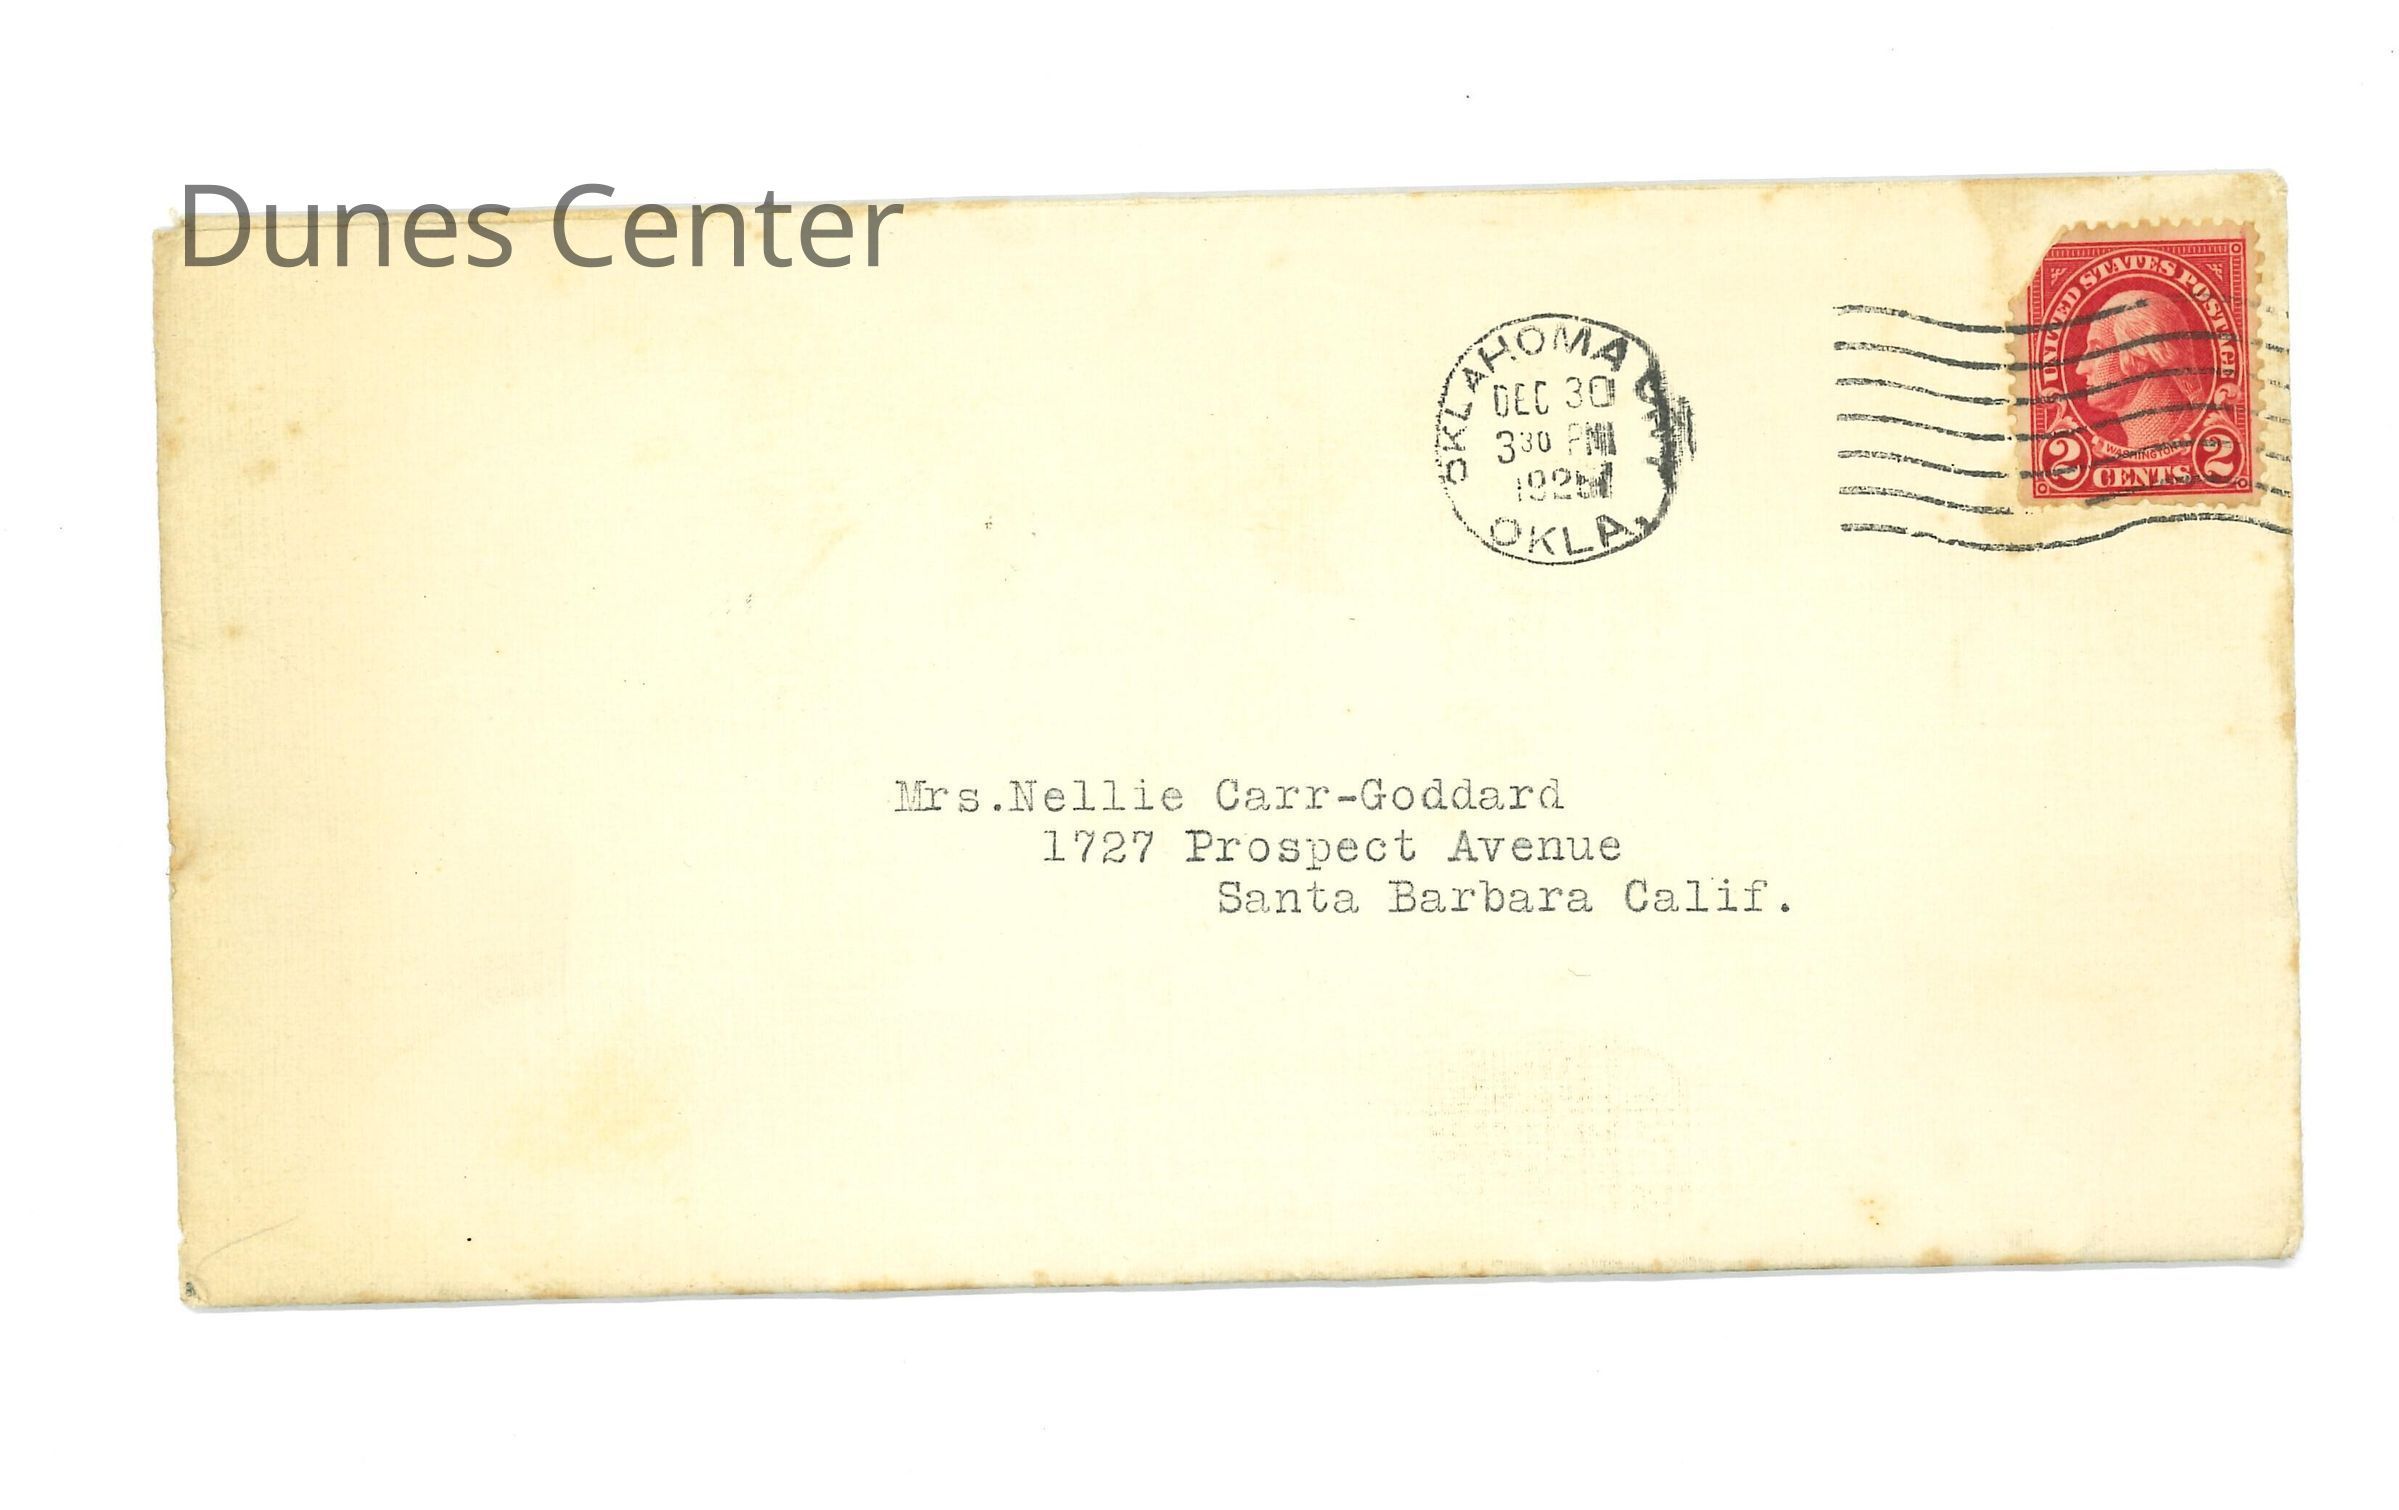 Dunes Center
UNITED STATES POSTAGE
WASHINGTON
2 CENTS 2
OKLAHOMA CITY
DEC 30
3 30 PM
OKLA.
Mrs.Nellie Carr-Goddard
1727 Prospect Avenue
Santa Barbara Calif.